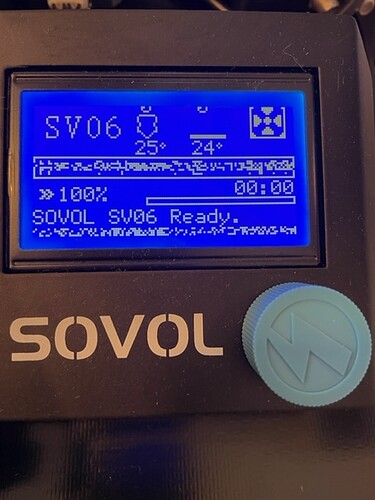 SV06
25° 24°
00:00
» 100%
SOVOL SV06 Ready.
SOVOL